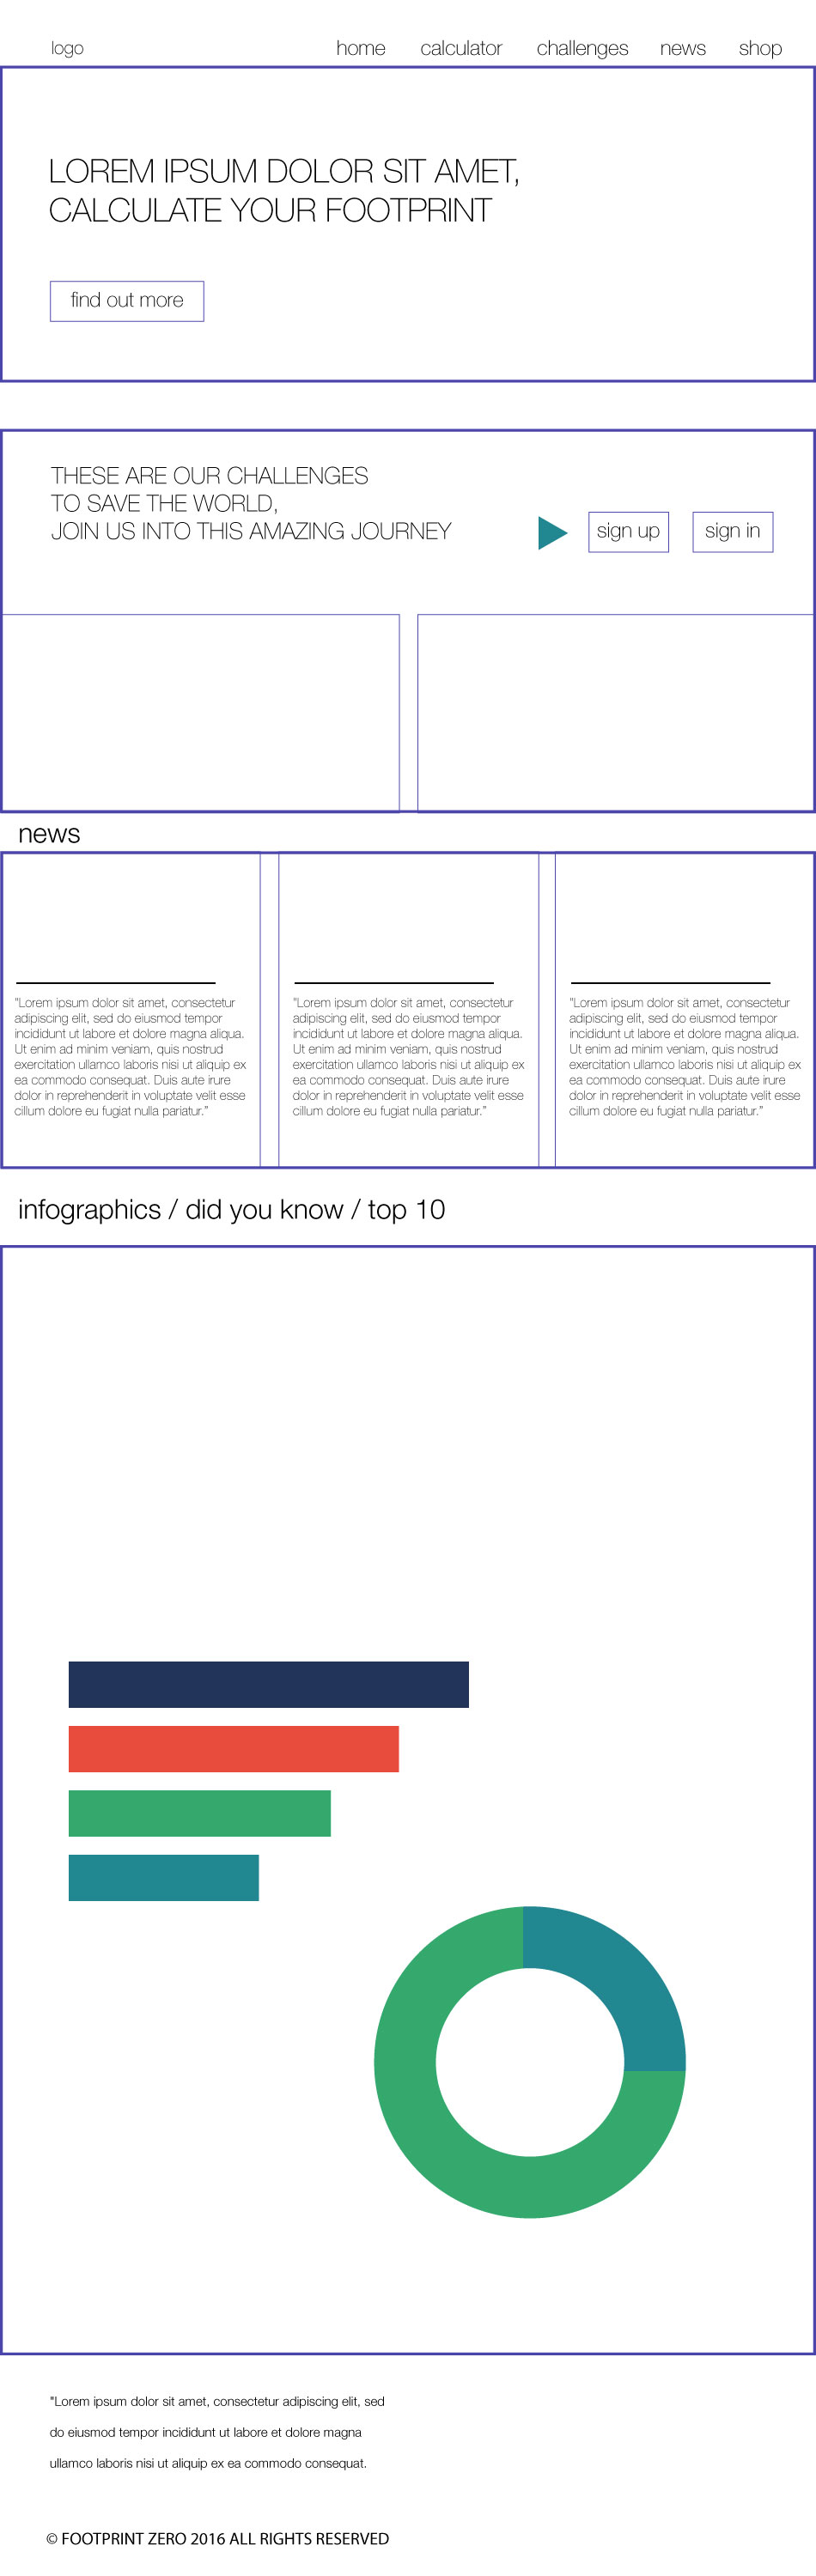 logo
home calculator challenges news shop
LOREM IPSUM DOLOR SIT AMET,
CALCULATE YOUR FOOTPRINT
find out more
THESE ARE OUR CHALLENGES
TO SAVE THE WORLD,
JOIN US INTO THIS AMAZING JOURNEY
sign up
sign in
news
"Lorem ipsum dolor sit amet, consectetur
adipiscing elit, sed do eiusmod tempor
incididunt ut labore et dolore magna aliqua.
Ut enim ad minim veniam, quis nostrud
exercitation ullamco laboris nisi ut aliquip ex
ea commodo consequat. Duis aute irure
dolor in reprehenderit in voluptate velit esse
cillum dolore eu fugiat nulla pariatur."
"Lorem ipsum dolor sit amet, consectetur
adipiscing elit, sed do eiusmod tempor
incididunt ut labore et dolore magna aliqua.
Ut enim ad minim veniam, quis nostrud
exercitation ullamco laboris nisi ut aliquip ex
ea commodo consequat. Duis aute irure
dolor in reprehenderit in voluptate velit esse
cillum dolore eu fugiat nulla pariatur."
"Lorem ipsum dolor sit amet, consectetur
adipiscing elit, sed do eiusmod tempor
incididunt ut labore et dolore magna aliqua.
Ut enim ad minim veniam, quis nostrud
exercitation ullamco laboris nisi ut aliquip ex
ea commodo consequat. Duis aute irure
dolor in reprehenderit in voluptate velit esse
cillum dolore eu fugiat nulla pariatur."
infographics / did you know / top 10
"Lorem ipsum dolor sit amet, consectetur adipiscing elit, sed
do eiusmod tempor incididunt ut labore et dolore magna
ullamco laboris nisi ut aliquip ex ea commodo consequat.
© FOOTPRINT ZERO 2016 ALL RIGHTS RESERVED